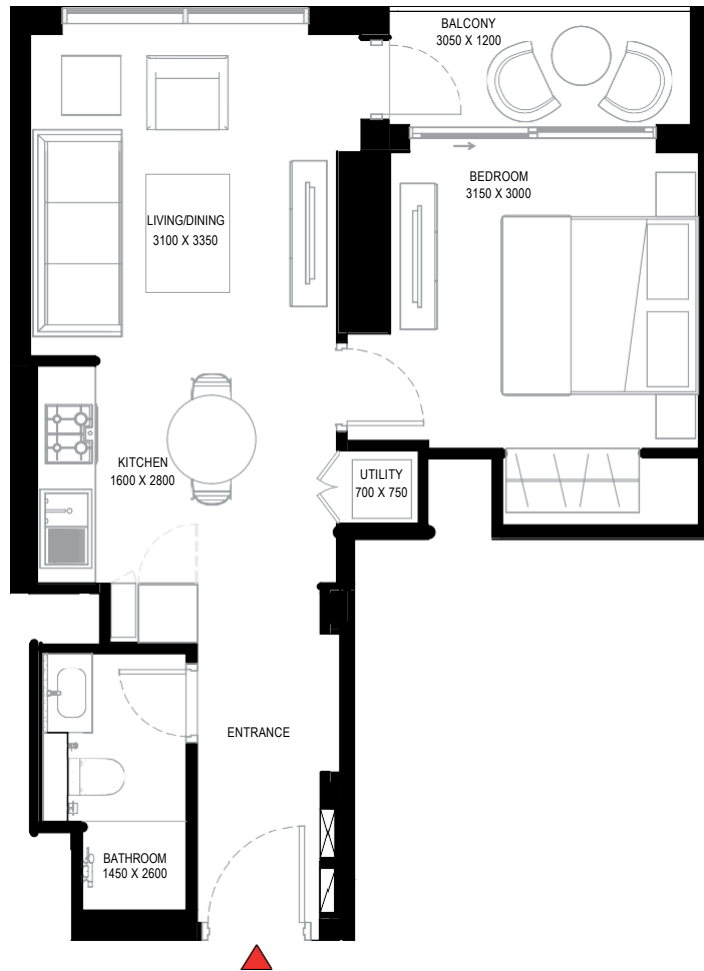 BALCONY
3050 X 1200
BEDROOM
3150 X 3000
LIVING/DINING
3100 X 3350
KITCHEN
1600 X 2800
UTILITY
700 X 750
ENTRANCE
BATHROOM
1450 X 2600